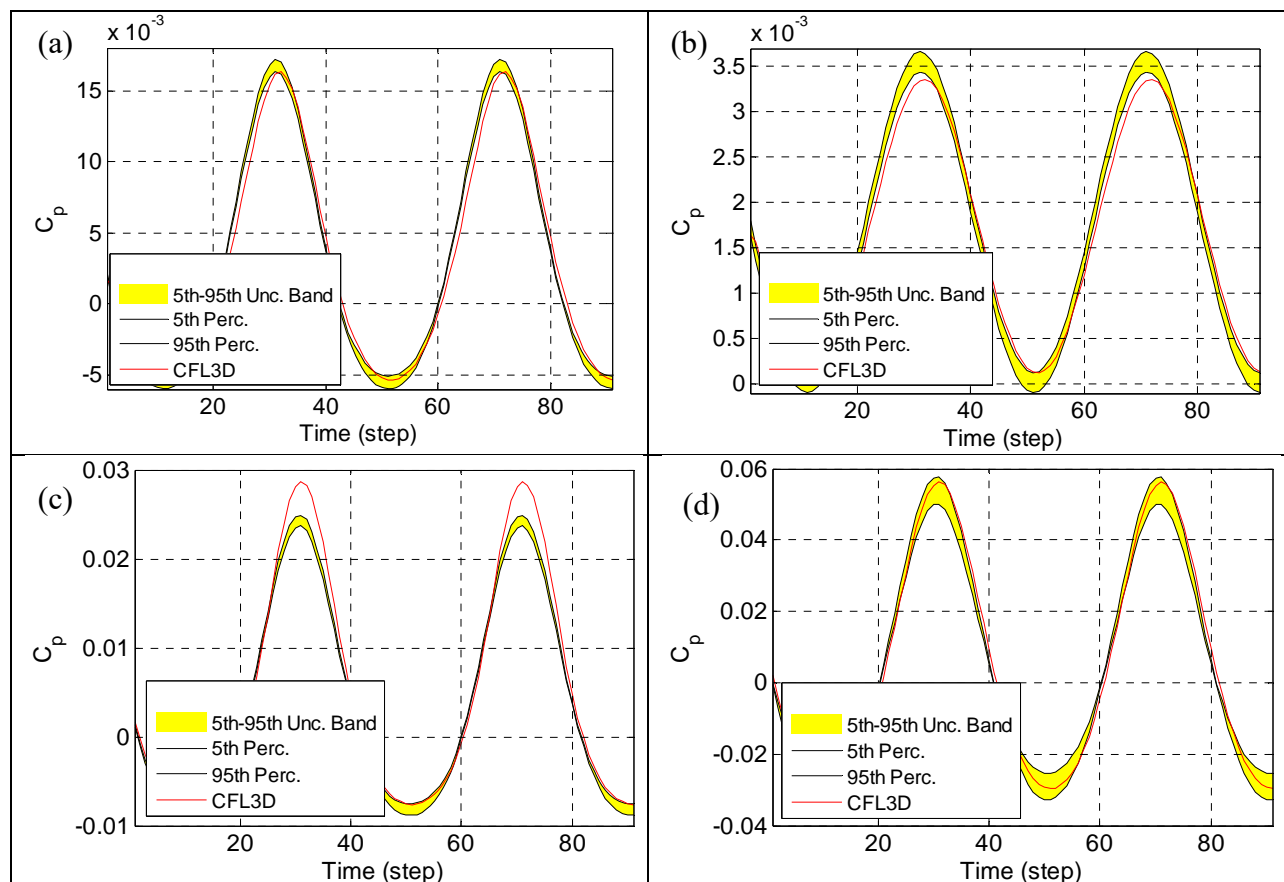 (a)
x 10⁻³
15
10
5
0
-5
C_p
20 40 60 80
Time (step)
5th-95th Unc. Band
5th Perc.
95th Perc.
CFL3D
(b)
x 10⁻³
3.5
3
2.5
2
1.5
1
0.5
0
C_p
20 40 60 80
Time (step)
5th-95th Unc. Band
5th Perc.
95th Perc.
CFL3D
(c)
0.03
0.02
0.01
0
-0.01
C_p
20 40 60 80
Time (step)
5th-95th Unc. Band
5th Perc.
95th Perc.
CFL3D
(d)
0.06
0.04
0.02
0
-0.02
-0.04
C_p
20 40 60 80
Time (step)
5th-95th Unc. Band
5th Perc.
95th Perc.
CFL3D